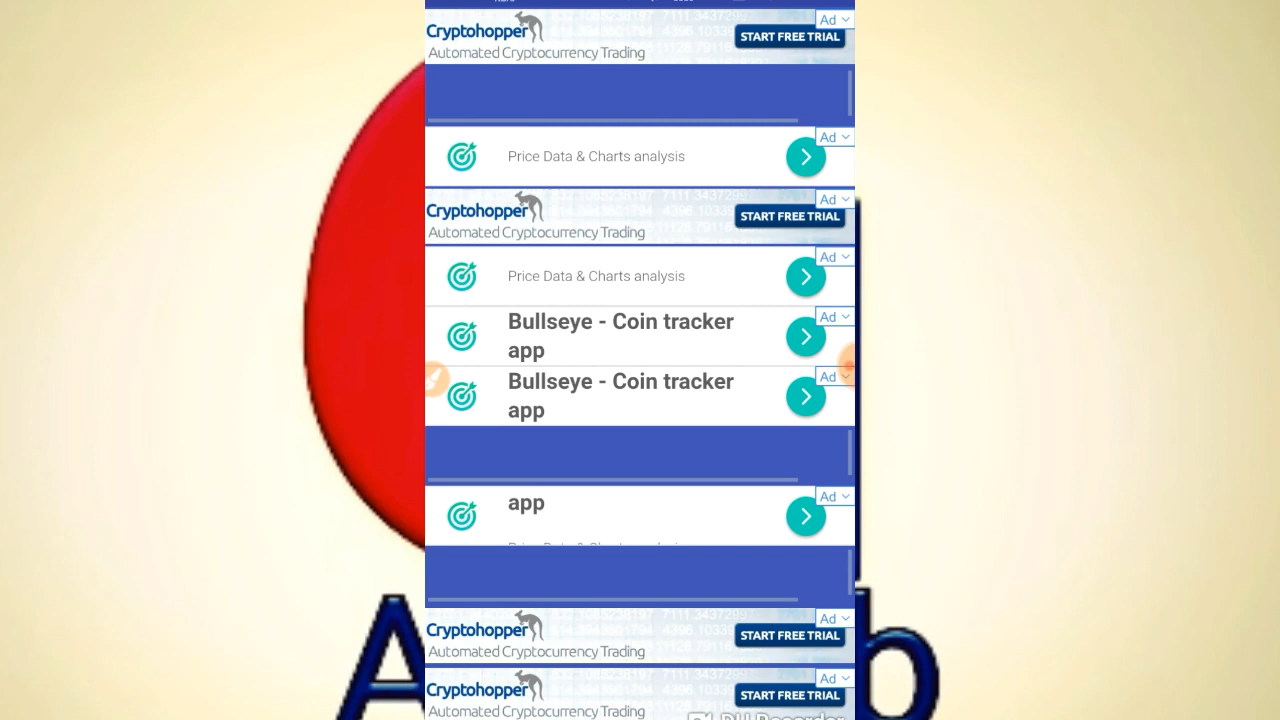 Cryptohopper
Automated Cryptocurrency Trading
START FREE TRIAL
Ad
Price Data & Charts analysis
Ad
Cryptohopper
Automated Cryptocurrency Trading
START FREE TRIAL
Ad
Price Data & Charts analysis
Ad
Bullseye - Coin tracker
app
Ad
Bullseye - Coin tracker
app
Ad
app
Ad
Cryptohopper
Automated Cryptocurrency Trading
START FREE TRIAL
Ad
Cryptohopper
Automated Cryptocurrency Trading
START FREE TRIAL
Ad
A
b
DU Recorder